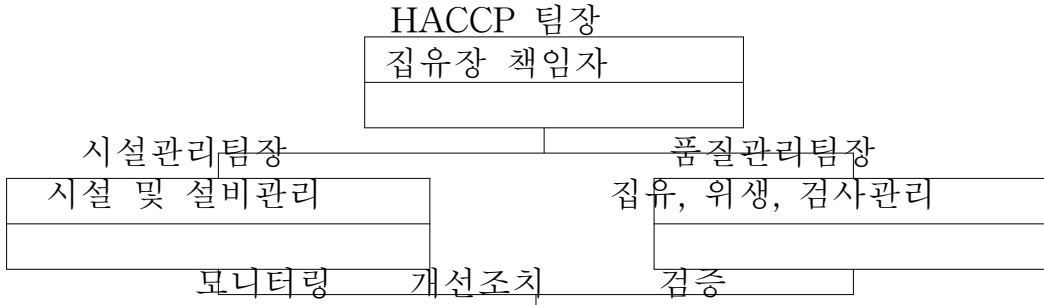 HACCP 팀장
집유장 책임자
시설관리팀장 품질관리팀장
시설 및 설비관리 집유, 위생, 검사관리
모니터링 개선조치 검증